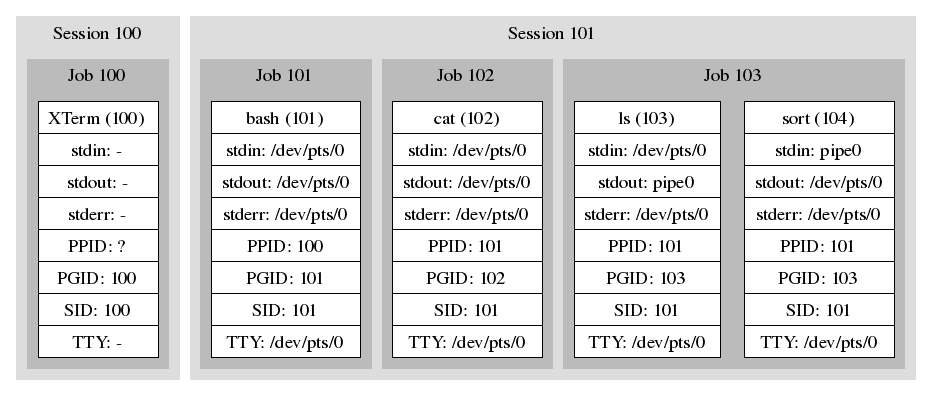 Session 100
Job 100
XTerm (100)
stdin: -
stdout: -
stderr: -
PPID: ?
PGID: 100
SID: 100
TTY: -
Session 101
Job 101
bash (101)
stdin: /dev/pts/0
stdout: /dev/pts/0
stderr: /dev/pts/0
PPID: 100
PGID: 101
SID: 101
TTY: /dev/pts/0
Job 102
cat (102)
stdin: /dev/pts/0
stdout: /dev/pts/0
stderr: /dev/pts/0
PPID: 101
PGID: 102
SID: 101
TTY: /dev/pts/0
Job 103
ls (103)
stdin: /dev/pts/0
stdout: pipe0
stderr: /dev/pts/0
PPID: 101
PGID: 103
SID: 101
TTY: /dev/pts/0
sort (104)
stdin: pipe0
stdout: /dev/pts/0
stderr: /dev/pts/0
PPID: 101
PGID: 103
SID: 101
TTY: /dev/pts/0